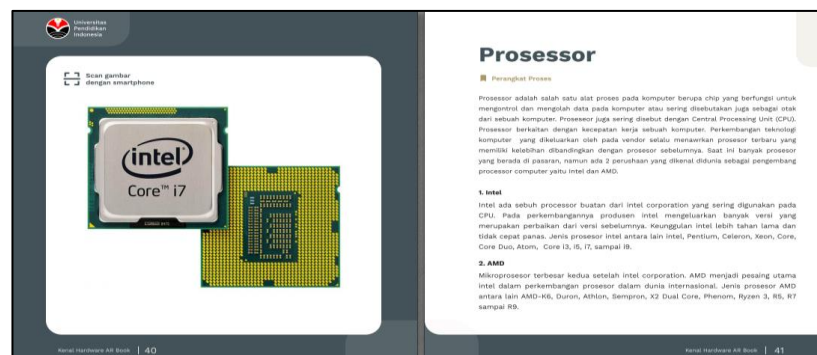 Universitas
Pendidikan
Indonesia
Scan gambar
dengan smartphone
intel
Core™ i7
Kenal Hardware AR Book | 40
Prosessor
Perangkat Proses
Prosessor adalah salah satu alat proses pada komputer berupa chip yang berfungsi untuk
mengontrol dan mengolah data pada komputer atau sering disebutakan juga sebagai otak
dari sebuah komputer. Proseseor juga sering disebut dengan Central Processing Unit (CPU).
Prosessor berkaitan dengan kecepatan kerja sebuah komputer. Perkembangan teknologi
komputer yang dikeluarkan oleh pada vendor selalu menawrkan prosesor terbaru yang
memiliki kelebihan dibandingkan dengan prosesor sebelumnya. Saat ini banyak prosesor
yang berada di pasaran, namun ada 2 perushaan yang dikenal didunia sebagai pengembang
processor computer yaitu Intel dan AMD.
1. Intel
Intel ada sebuh processor buatan dari intel corporation yang sering digunakan pada
CPU. Pada perkembangannya produsen intel mengeluarkan banyak versi yang
merupakan perbaikan dari versi sebelumnya. Keunggulan intel lebih tahan lama dan
tidak cepat panas. Jenis prosesor intel antara lain intel, Pentium, Celeron, Xeon, Core,
Core Duo, Atom, Core i3, i5, i7, sampai i9.
2. AMD
Mikroprosesor terbesar kedua setelah intel corporation. AMD menjadi pesaing utama
intel dalam perkembangan prosesor dalam dunia internasional. Jenis prosesor AMD
antara lain AMD-K6, Duron, Athlon, Sempron, X2 Dual Core, Phenom, Ryzen 3, R5, R7
sampai R9.
Kenal Hardware AR Book | 41